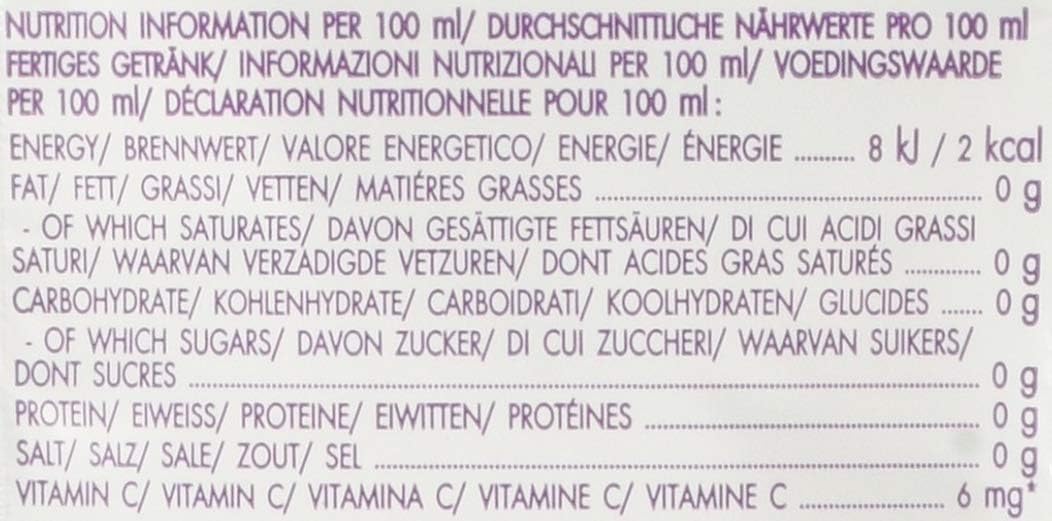 NUTRITION INFORMATION PER 100 ml/ DURCHSCHNITTLICHE NÄHRWERTE PRO 100 ml
FERTIGES GETRÄNK/ INFORMAZIONI NUTRIZIONALI PER 100 ml/ VOEDINGSWAARDE
PER 100 ml/ DÉCLARATION NUTRITIONNELLE POUR 100 ml :
ENERGY/ BRENNWERT/ VALORE ENERGETICO/ ENERGIE/ ÉNERGIE .......... 8 kJ / 2 kcal
FAT/ FETT/ GRASSI/ VETTEN/ MATIÉRES GRASSES .......... 0 g
- OF WHICH SATURATES/ DAVON GESÄTTIGTE FETTSÄUREN/ DI CUI ACIDI GRASSI
SATURI/ WAARVAN VERZADIGDE VETZUREN/ DONT ACIDES GRAS SATURÉS .......... 0 g
CARBOHYDRATE/ KOHLENHYDRATE/ CARBOIDRATI/ KOOLHYDRATEN/ GLUCIDES ....... 0 g
- OF WHICH SUGARS/ DAVON ZUCKER/ DI CUI ZUCCHERI/ WAARVAN SUIKERS/
DONT SUCRES .......... 0 g
PROTEIN/ EIWEISS/ PROTEINE/ EIWITTEN/ PROTÉINES .......... 0 g
SALT/ SALZ/ SALE/ ZOUT/ SEL .......... 0 g
VITAMIN C/ VITAMIN C/ VITAMINA C/ VITAMINE C/ VITAMINE C .......... 6 mg*